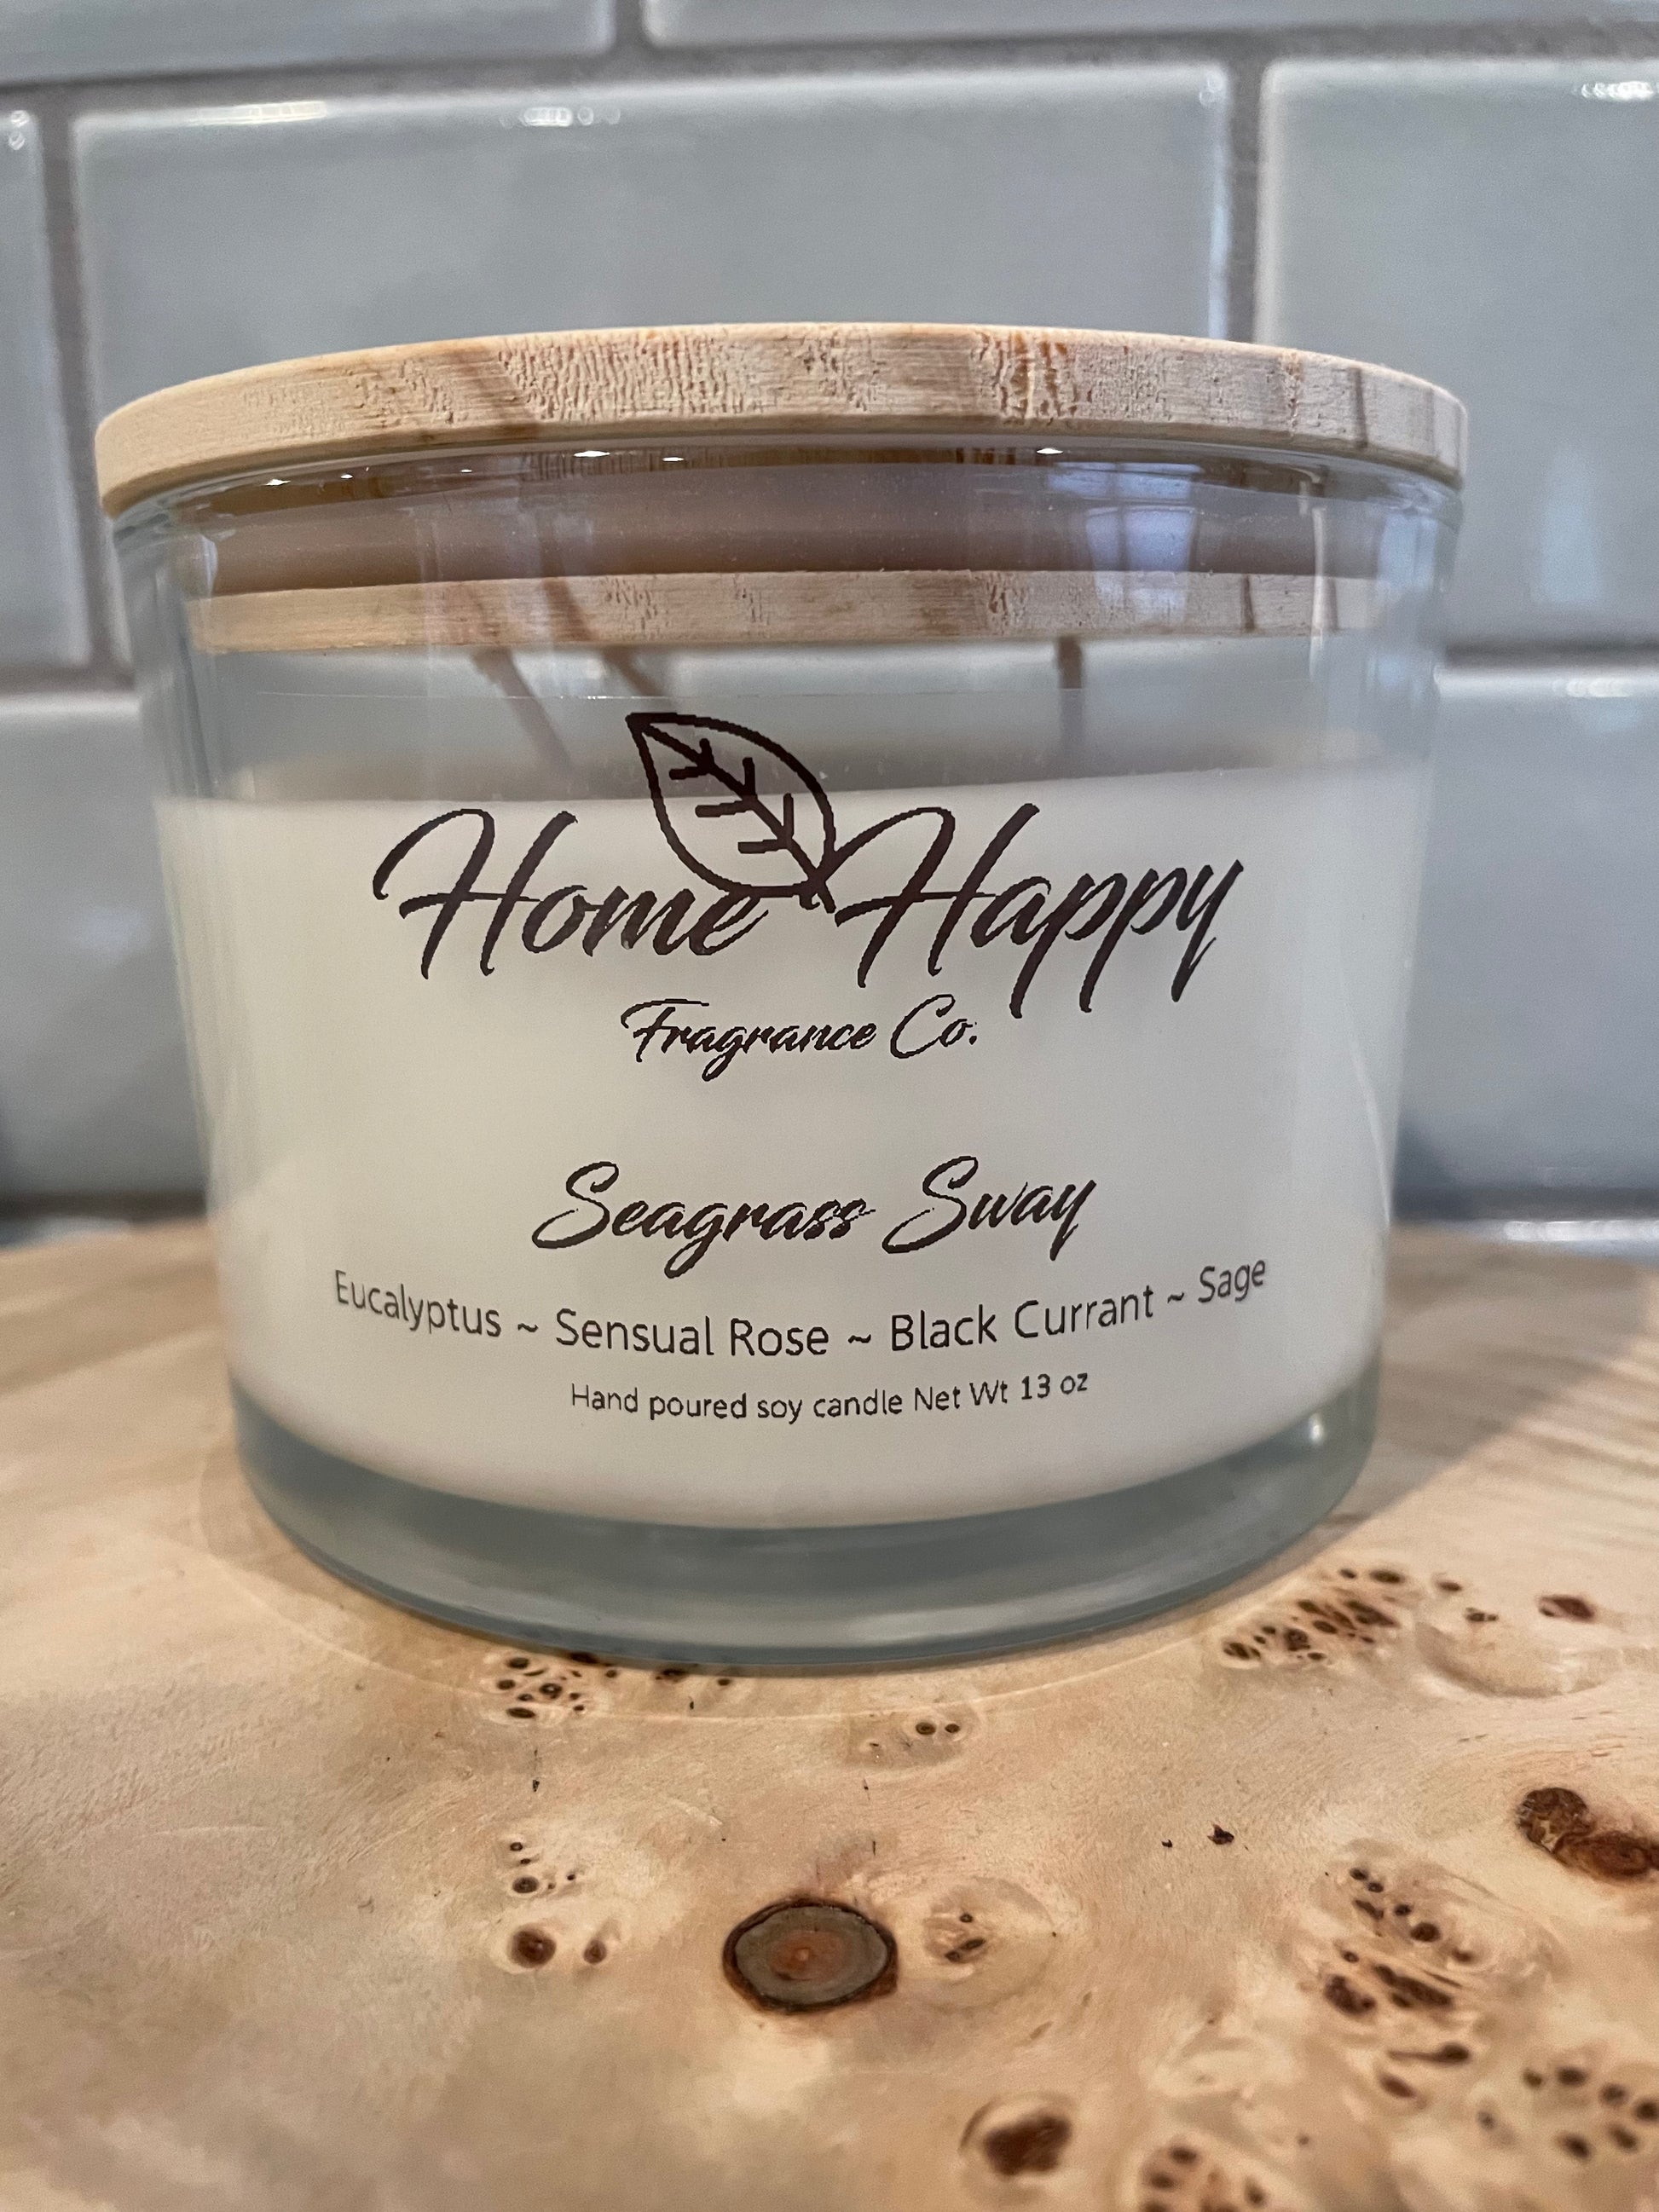 Home Happy
Fragrance Co.
Seagrass Sway
Eucalyptus ~ Sensual Rose ~ Black Currant ~ Sage
Hand poured soy candle Net Wt 13 oz